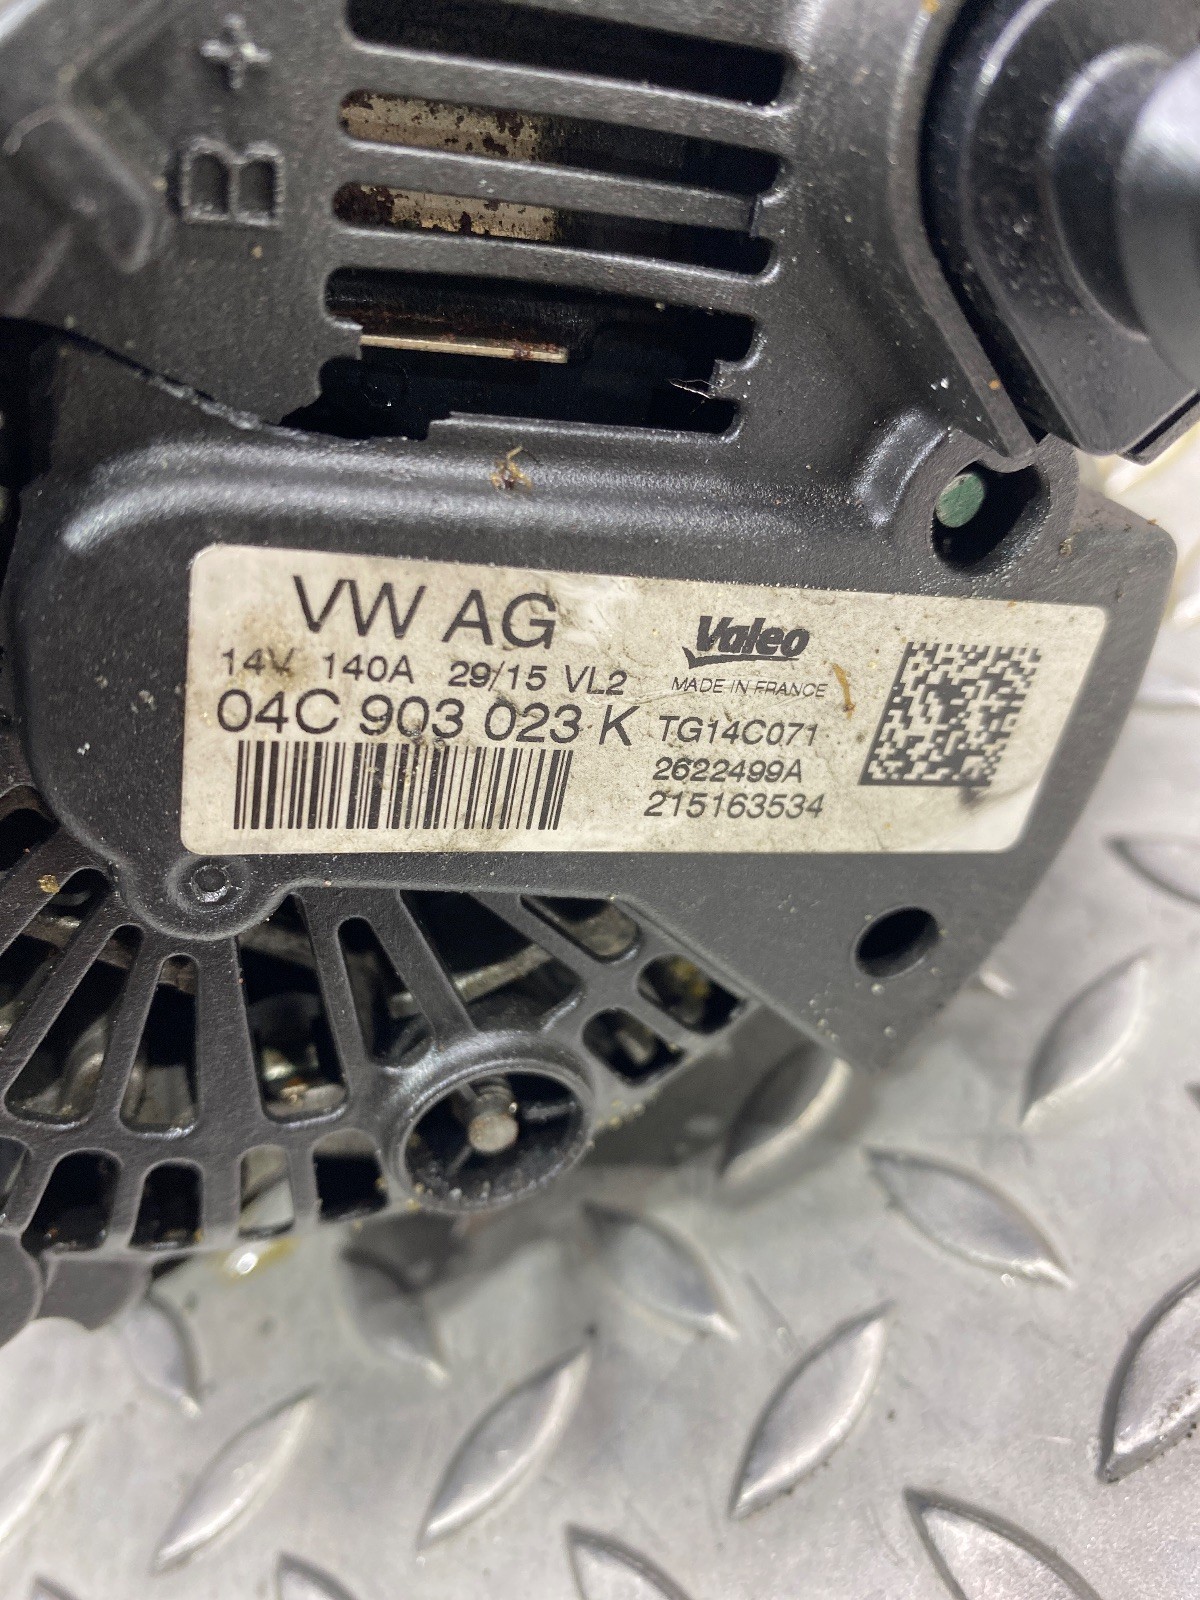 B+
VW AG
14V 140A 29/15 VL2
04C 903 023 K
Valeo
MADE IN FRANCE
TG14C071
2622499A
215163534